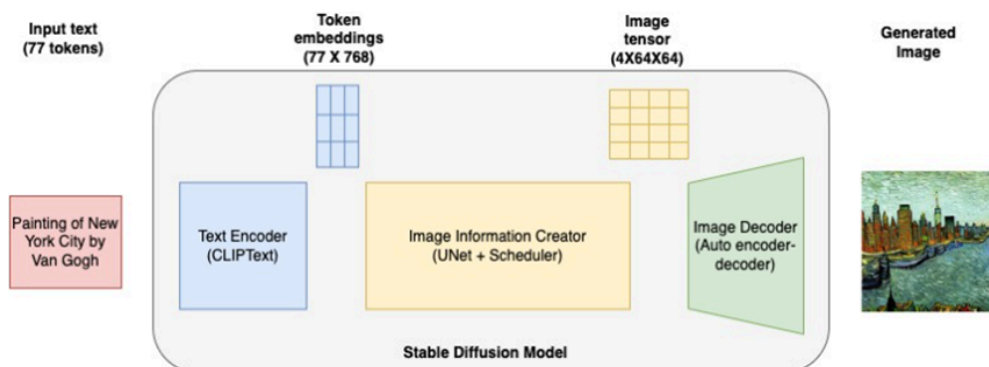 Input text
(77 tokens)
Token
embeddings
(77 X 768)
Image
tensor
(4X64X64)
Generated
Image
Painting of New
York City by
Van Gogh
Text Encoder
(CLIPText)
Image Information Creator
(UNet + Scheduler)
Image Decoder
(Auto encoder-
decoder)
Stable Diffusion Model